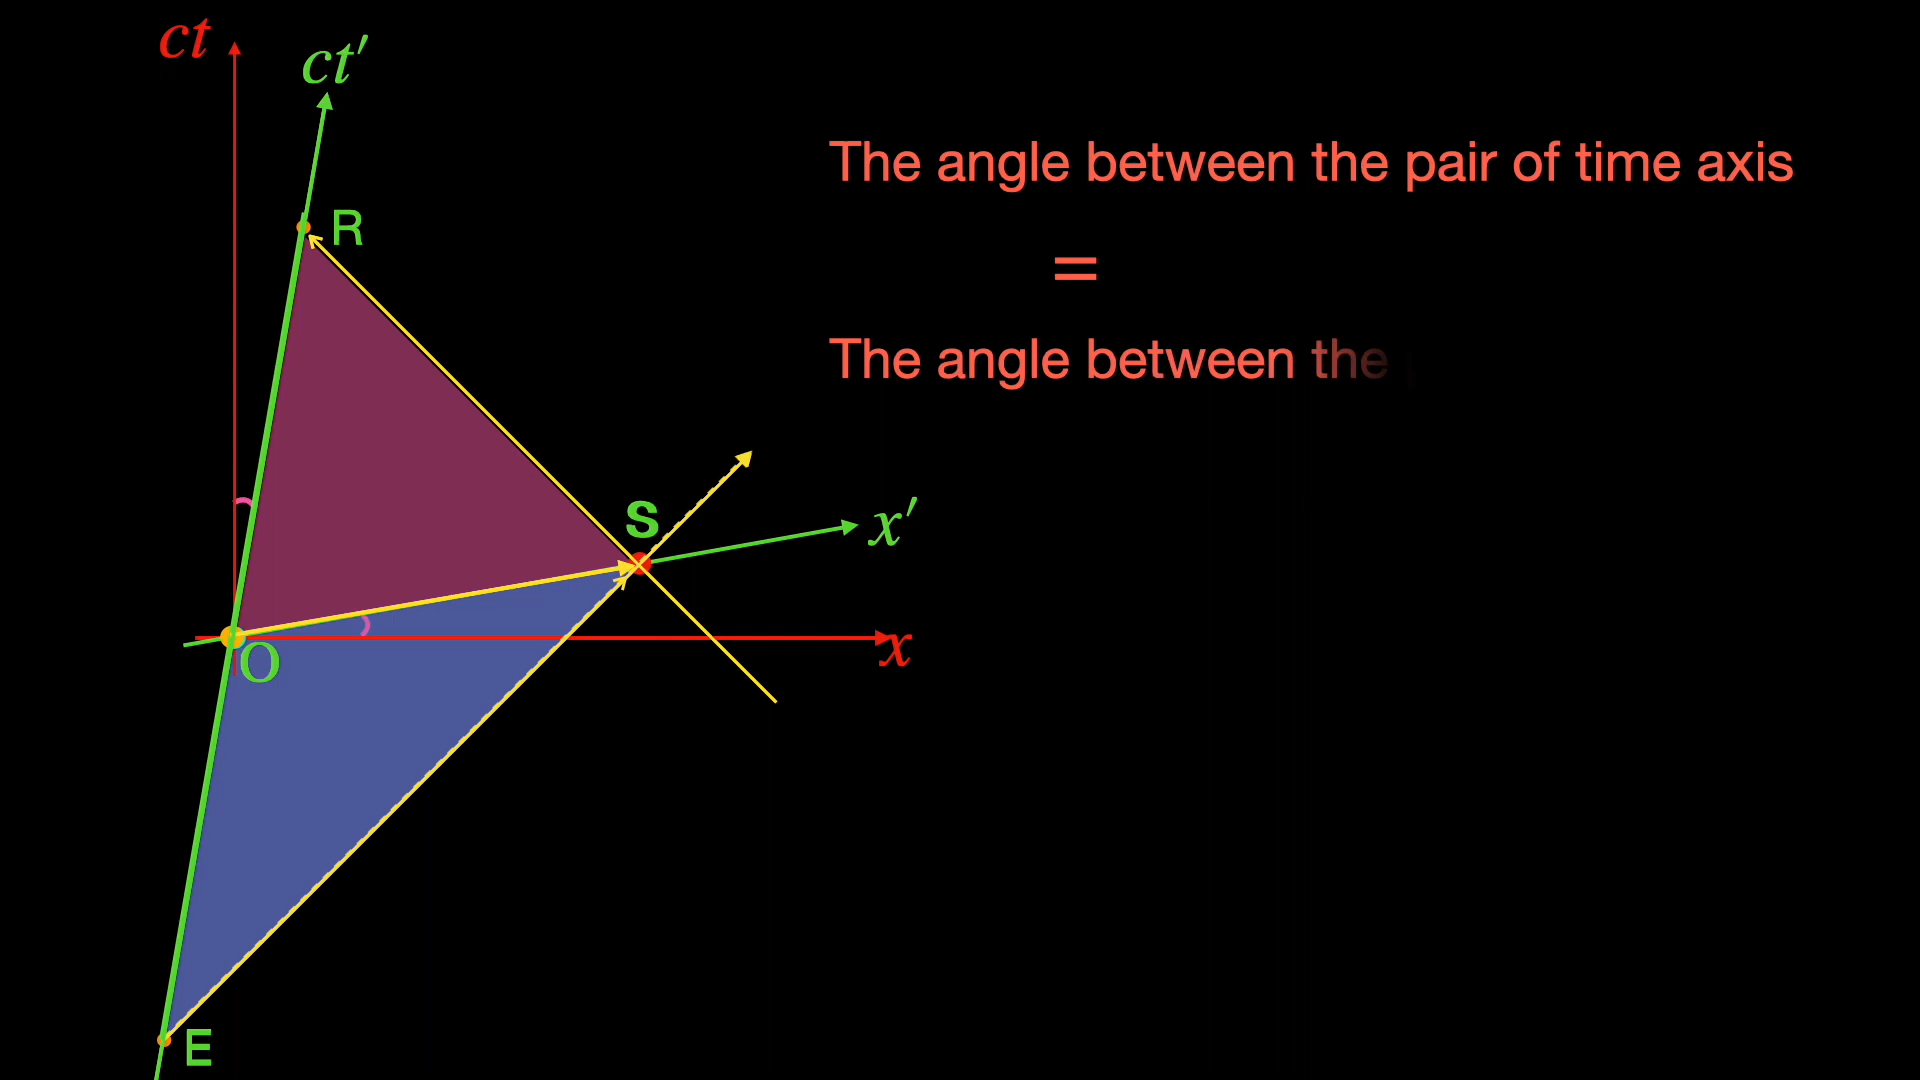 ct
ct′
R
The angle between the pair of time axis
=
The angle between the
S
x′
x
O
E